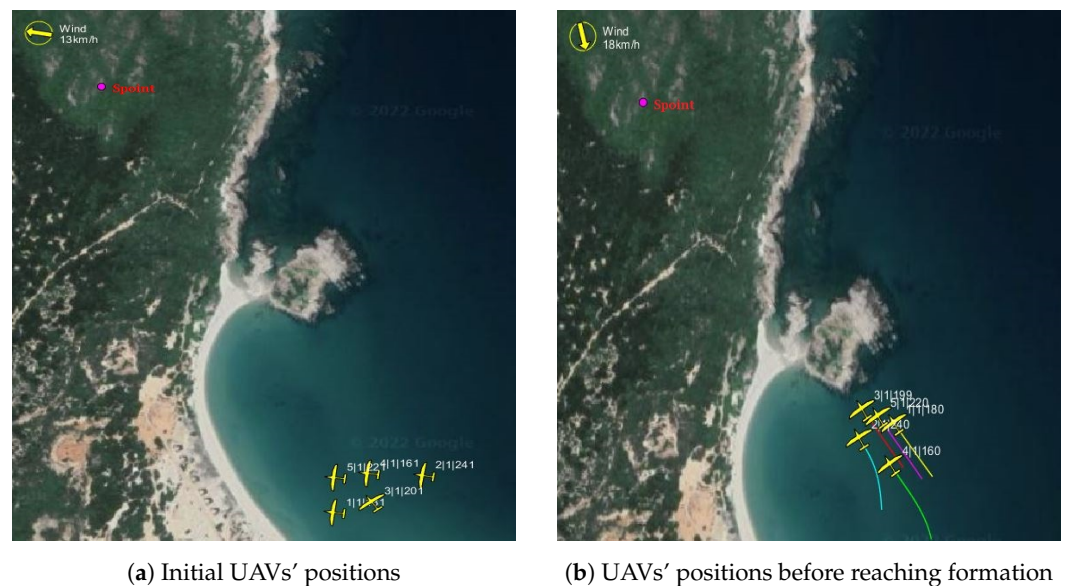 Wind
13km/h
Spoint
© 2022 Google
© 2022 Google
4|1|161
2|1|241
3|1|201
(a) Initial UAVs’ positions
Wind
18km/h
Spoint
© 2022 Google
3|1|199
5|1|220
1|1|180
2|1|240
4|1|160
(b) UAVs’ positions before reaching formation